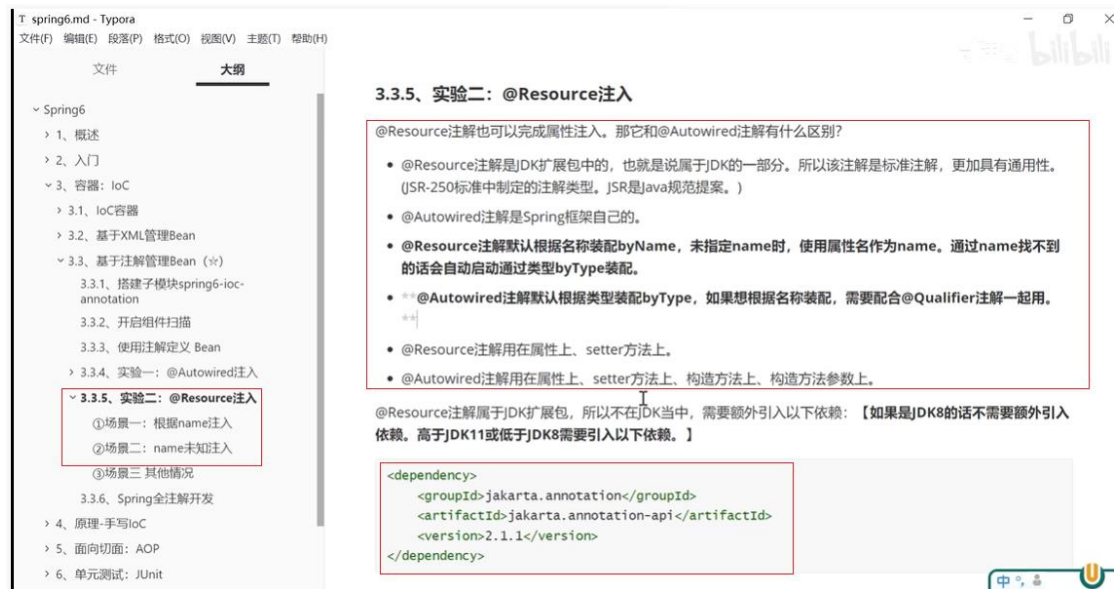 T spring6.md - Typora
文件(F) 编辑(E) 段落(P) 格式(O) 视图(V) 主题(T) 帮助(H)
文件 大纲
Spring6
1、概述
2、入门
3、容器：IoC
3.1、IoC容器
3.2、基于XML管理Bean
3.3、基于注解管理Bean（☆）
3.3.1、搭建子模块spring6-ioc-
annotation
3.3.2、开启组件扫描
3.3.3、使用注解定义 Bean
3.3.4、实验一：@Autowired注入
3.3.5、实验二：@Resource注入
①场景一：根据name注入
②场景二：name未知注入
③场景三 其他情况
3.3.6、Spring全注解开发
4、原理-手写IoC
5、面向切面：AOP
6、单元测试：JUnit
bilibili
3.3.5、实验二：@Resource注入
@Resource注解也可以完成属性注入。那它和@Autowired注解有什么区别？
• @Resource注解是JDK扩展包中的，也就是说属于JDK的一部分。所以该注解是标准注解，更加具有通用性。
(JSR-250标准中制定的注解类型。JSR是Java规范提案。)
• @Autowired注解是Spring框架自己的。
• @Resource注解默认根据名称装配byName，未指定name时，使用属性名作为name。通过name找不到
的话会自动启动通过类型byType装配。
• **@Autowired注解默认根据类型装配byType，如果想根据名称装配，需要配合@Qualifier注解一起用。
**
• @Resource注解用在属性上、setter方法上。
• @Autowired注解用在属性上、setter方法上、构造方法上、构造方法参数上。
@Resource注解属于JDK扩展包，所以不在JDK当中，需要额外引入以下依赖：【如果是JDK8的话不需要额外引入
依赖。高于JDK11或低于JDK8需要引入以下依赖。】
<dependency>
<groupId>jakarta.annotation</groupId>
<artifactId>jakarta.annotation-api</artifactId>
<version>2.1.1</version>
</dependency>
中 °,